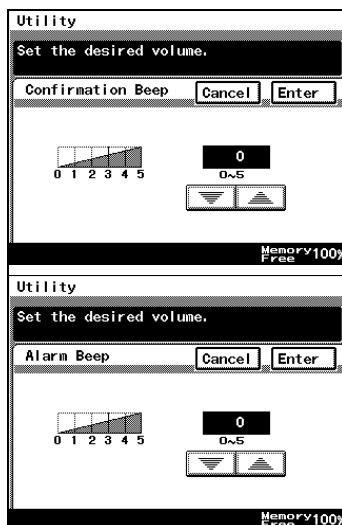 Utility
Set the desired volume.
Confirmation Beep Cancel Enter
0
0 1 2 3 4 5 0~5
Memory Free 100%
Utility
Set the desired volume.
Alarm Beep Cancel Enter
0
0 1 2 3 4 5 0~5
Memory Free 100%